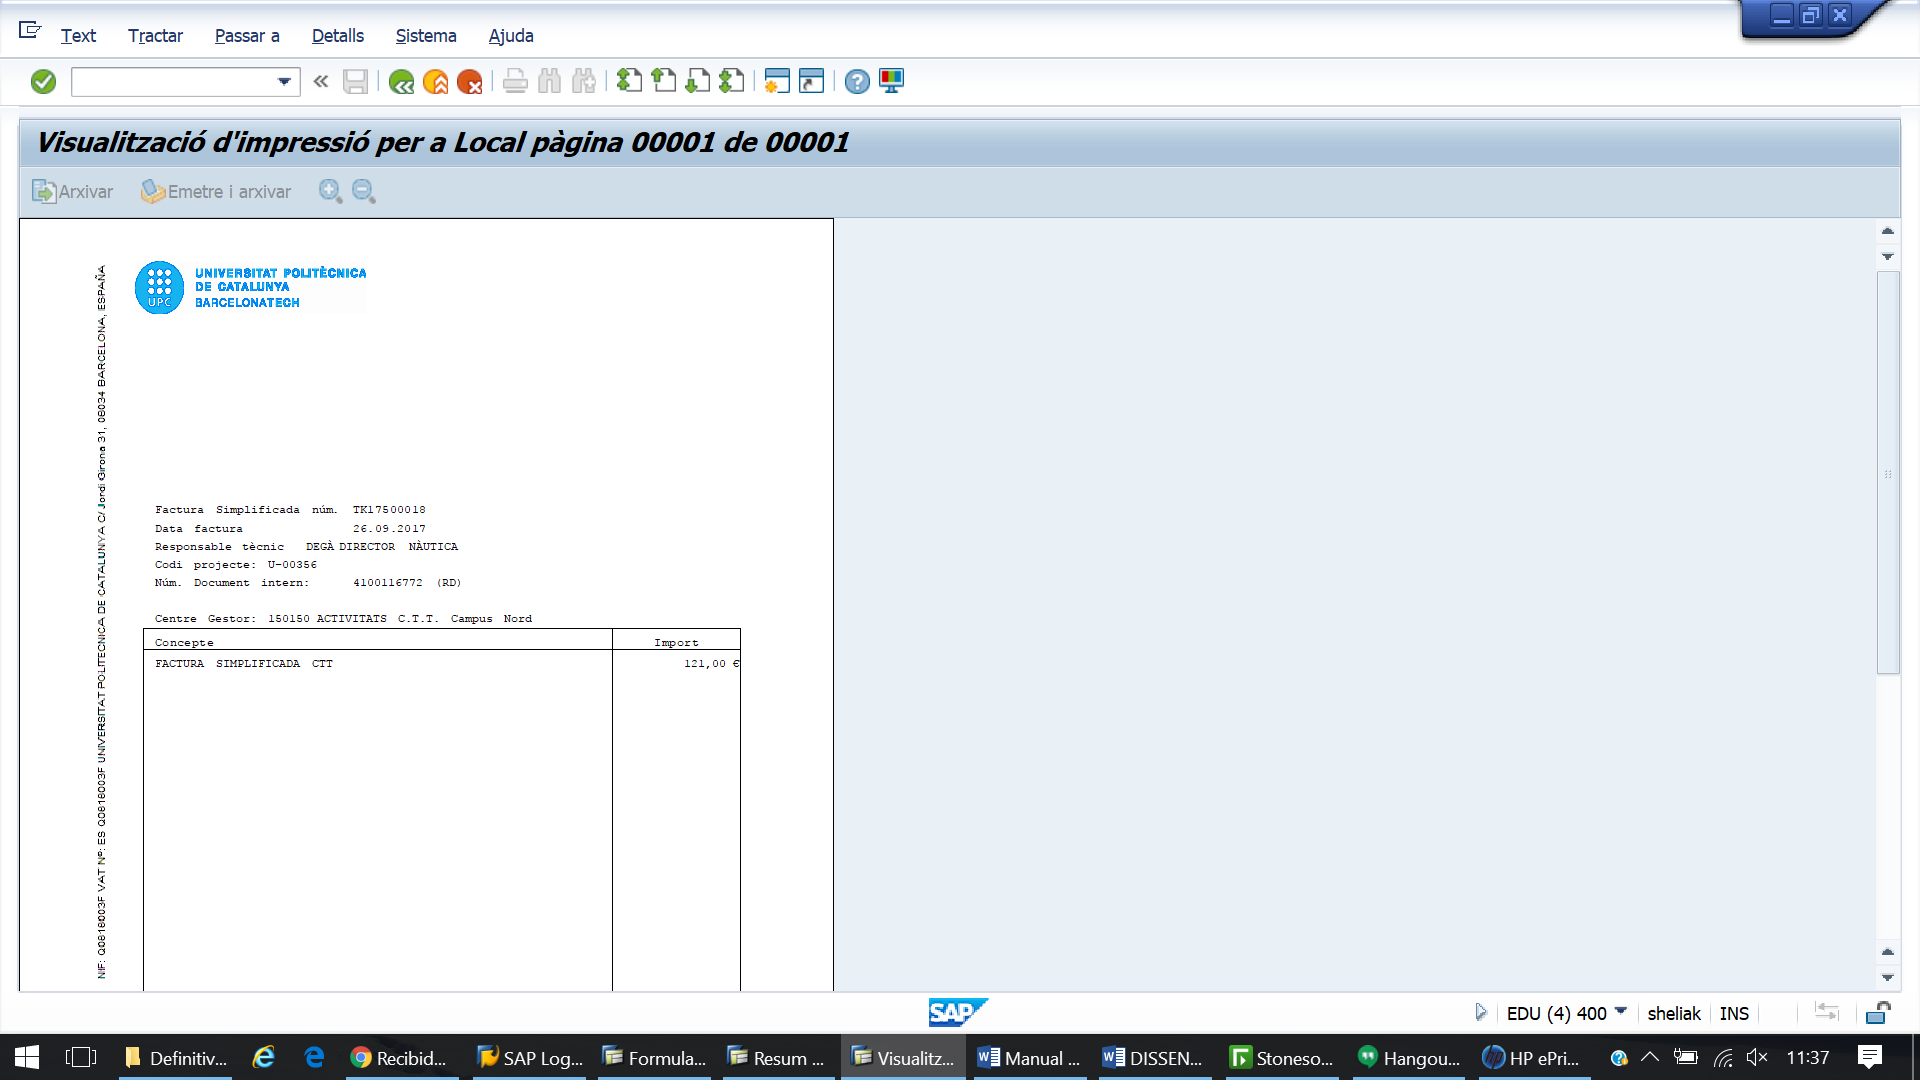 Text Tractar Passar a Detalls Sistema Ajuda
Visualització d'impressió per a Local pàgina 00001 de 00001
Arxivar Emetre i arxivar
UPC
UNIVERSITAT POLITÈCNICA
DE CATALUNYA
BARCELONATECH
NIF: Q0818003F VAT Nº: ES Q0818003F UNIVERSITAT POLITECNICA DE CATALUNYA C/ Jordi Girona 31, 08034 BARCELONA, ESPAÑA
Factura Simplificada núm. TK17500018
Data factura 26.09.2017
Responsable tècnic DEGÀ DIRECTOR NÀUTICA
Codi projecte: U-00356
Núm. Document intern: 4100116772 (RD)
Centre Gestor: 150150 ACTIVITATS C.T.T. Campus Nord
Concepte Import
FACTURA SIMPLIFICADA CTT 121,00 €
SAP
EDU (4) 400 sheliak INS
Definitiv... Recibid... SAP Log... Formula... Resum ... Visualitz... Manual ... DISSEN... Stoneso... Hangou... HP ePri... 11:37